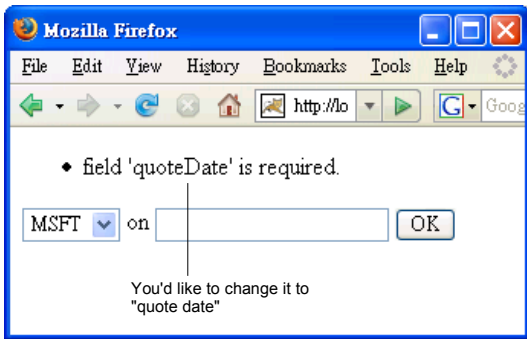 Mozilla Firefox
File Edit View History Bookmarks Tools Help
http://lo G Goog
• field 'quoteDate' is required.
MSFT on OK
You'd like to change it to
"quote date"